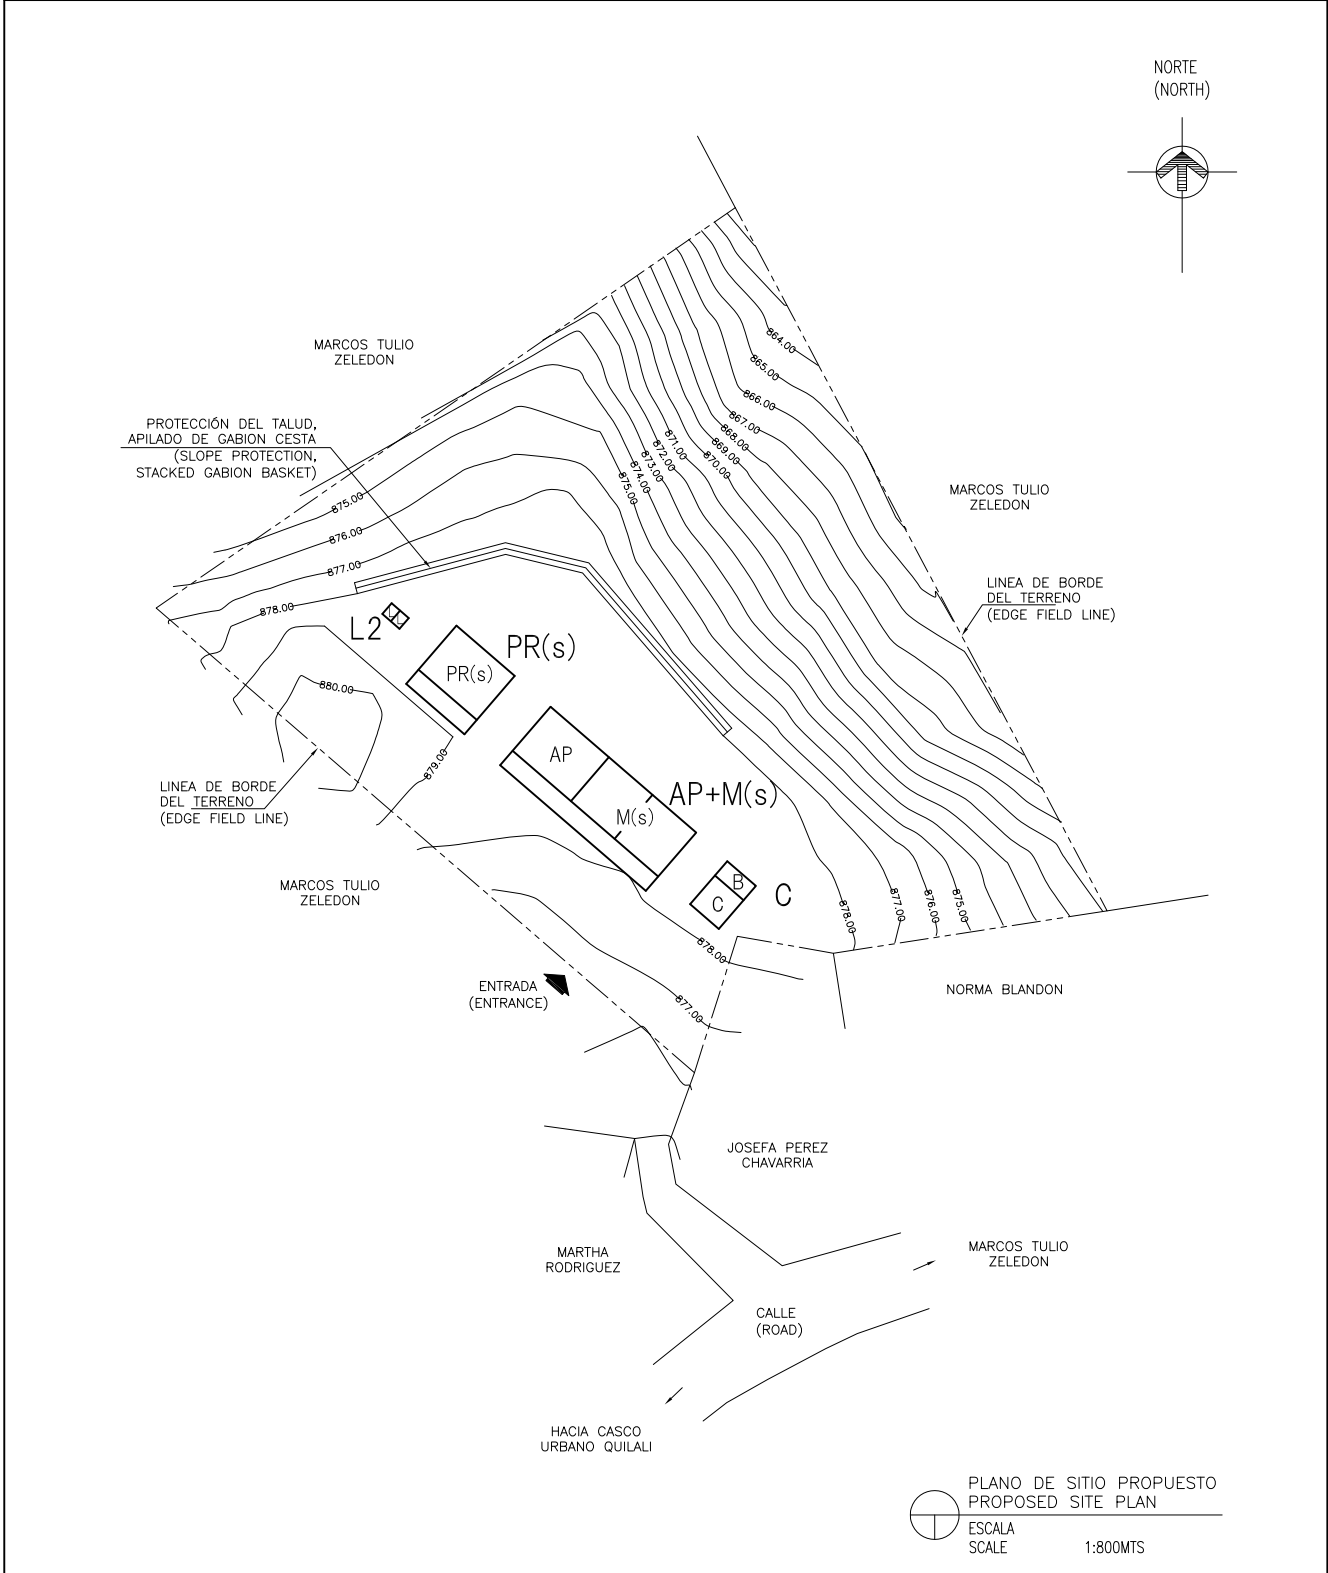 NORTE
(NORTH)
MARCOS TULIO
ZELEDON
864.00
865.00
866.00
867.00
868.00
869.00
870.00
871.00
872.00
873.00
874.00
875.00
PROTECCIÓN DEL TALUD,
APILADO DE GABION CESTA
(SLOPE PROTECTION,
STACKED GABION BASKET)
875.00
876.00
877.00
878.00
MARCOS TULIO
ZELEDON
LINEA DE BORDE
DEL TERRENO
(EDGE FIELD LINE)
L
L
L2
PR(s)
PR(s)
880.00
879.00
AP
M(s)
AP+M(s)
LINEA DE BORDE
DEL TERRENO
(EDGE FIELD LINE)
MARCOS TULIO
ZELEDON
B
C
C
878.00
877.00
876.00
875.00
878.00
877.00
ENTRADA
(ENTRANCE)
NORMA BLANDON
JOSEFA PEREZ
CHAVARRIA
MARTHA
RODRIGUEZ
MARCOS TULIO
ZELEDON
CALLE
(ROAD)
HACIA CASCO
URBANO QUILALI
PLANO DE SITIO PROPUESTO
PROPOSED SITE PLAN
ESCALA
SCALE 1:800MTS